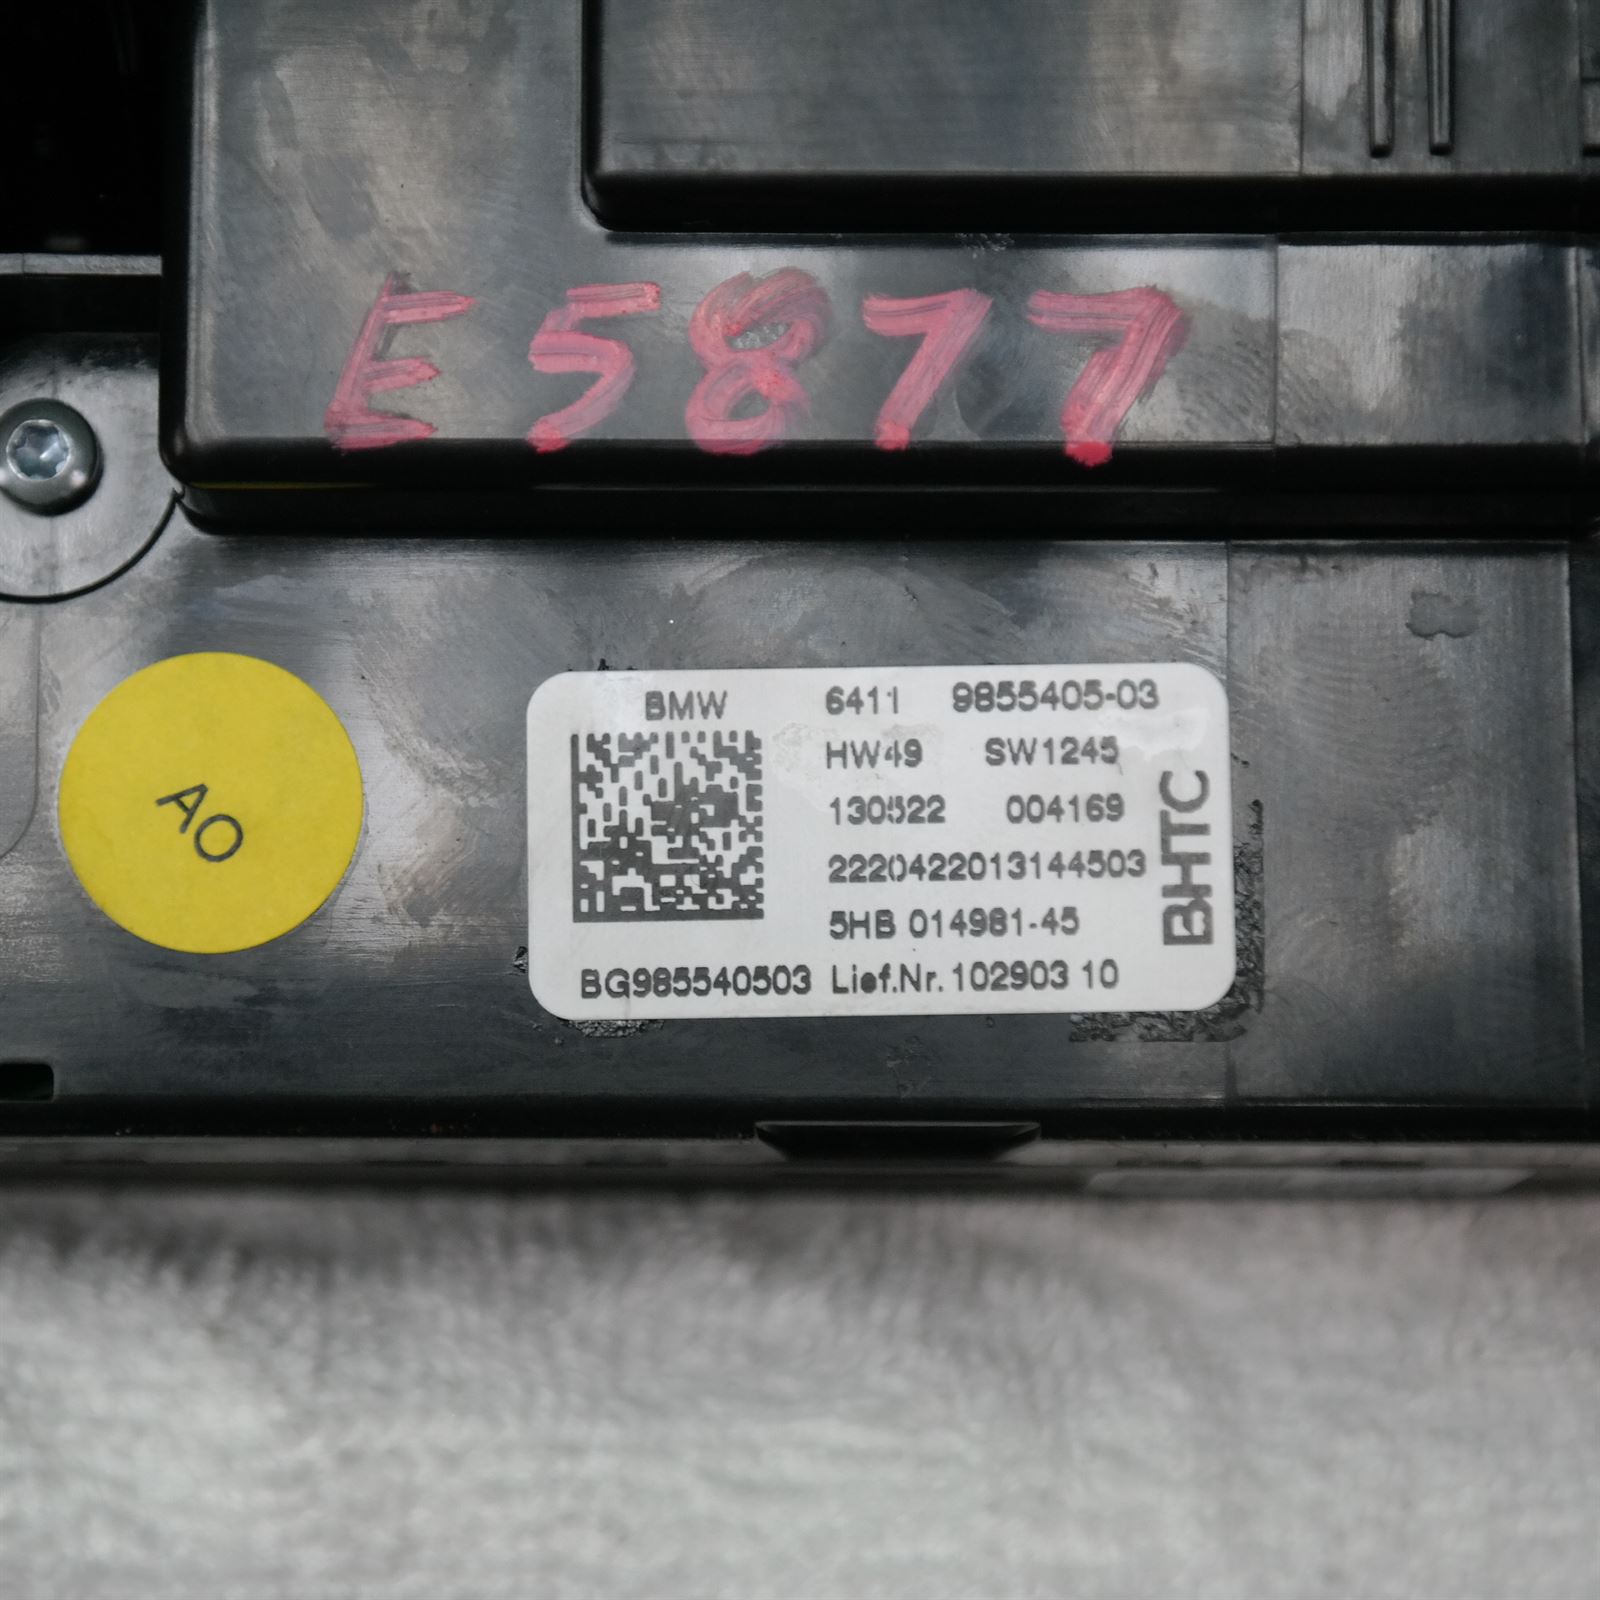 E5877
AO
BMW 6411 9855405-03
HW49 SW1245
130522 004169
2220422013144503
5HB 014981-45
BG985540503 Lief.Nr. 102903 10
BHTC